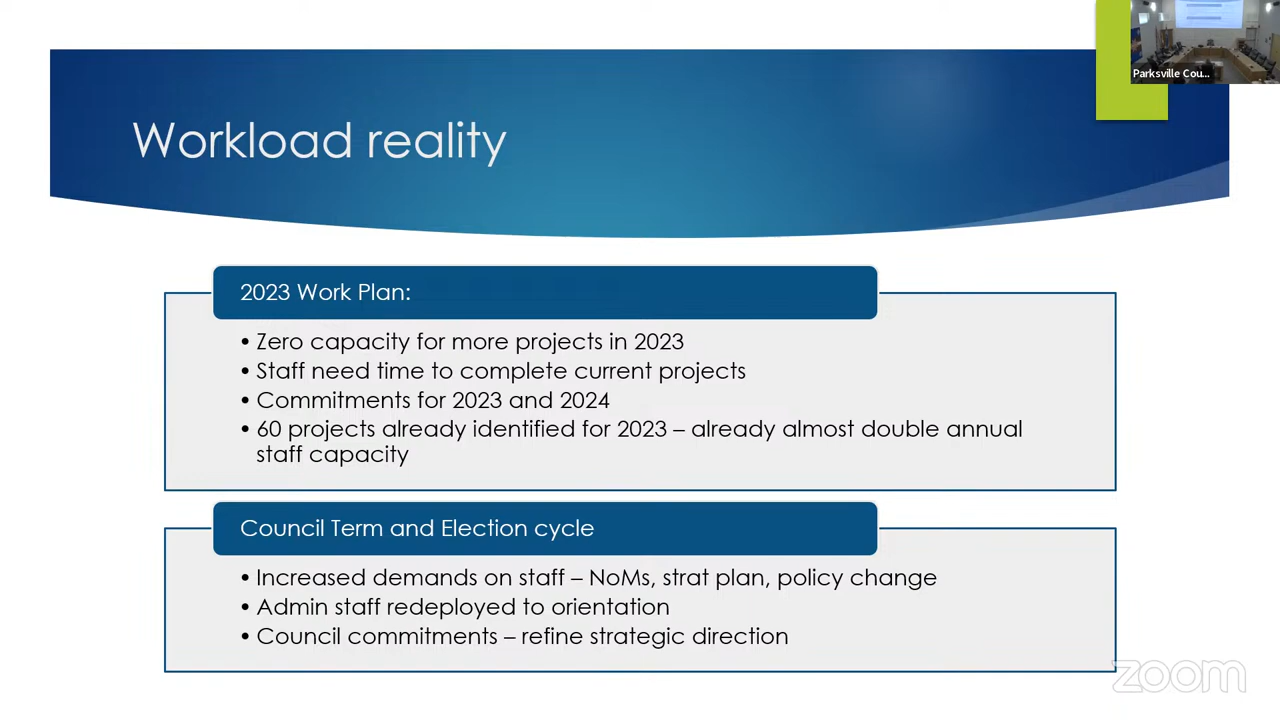 Parksville Cou...
Workload reality
2023 Work Plan:
• Zero capacity for more projects in 2023
• Staff need time to complete current projects
• Commitments for 2023 and 2024
• 60 projects already identified for 2023 – already almost double annual
staff capacity
Council Term and Election cycle
• Increased demands on staff – NoMs, strat plan, policy change
• Admin staff redeployed to orientation
• Council commitments – refine strategic direction
zoom